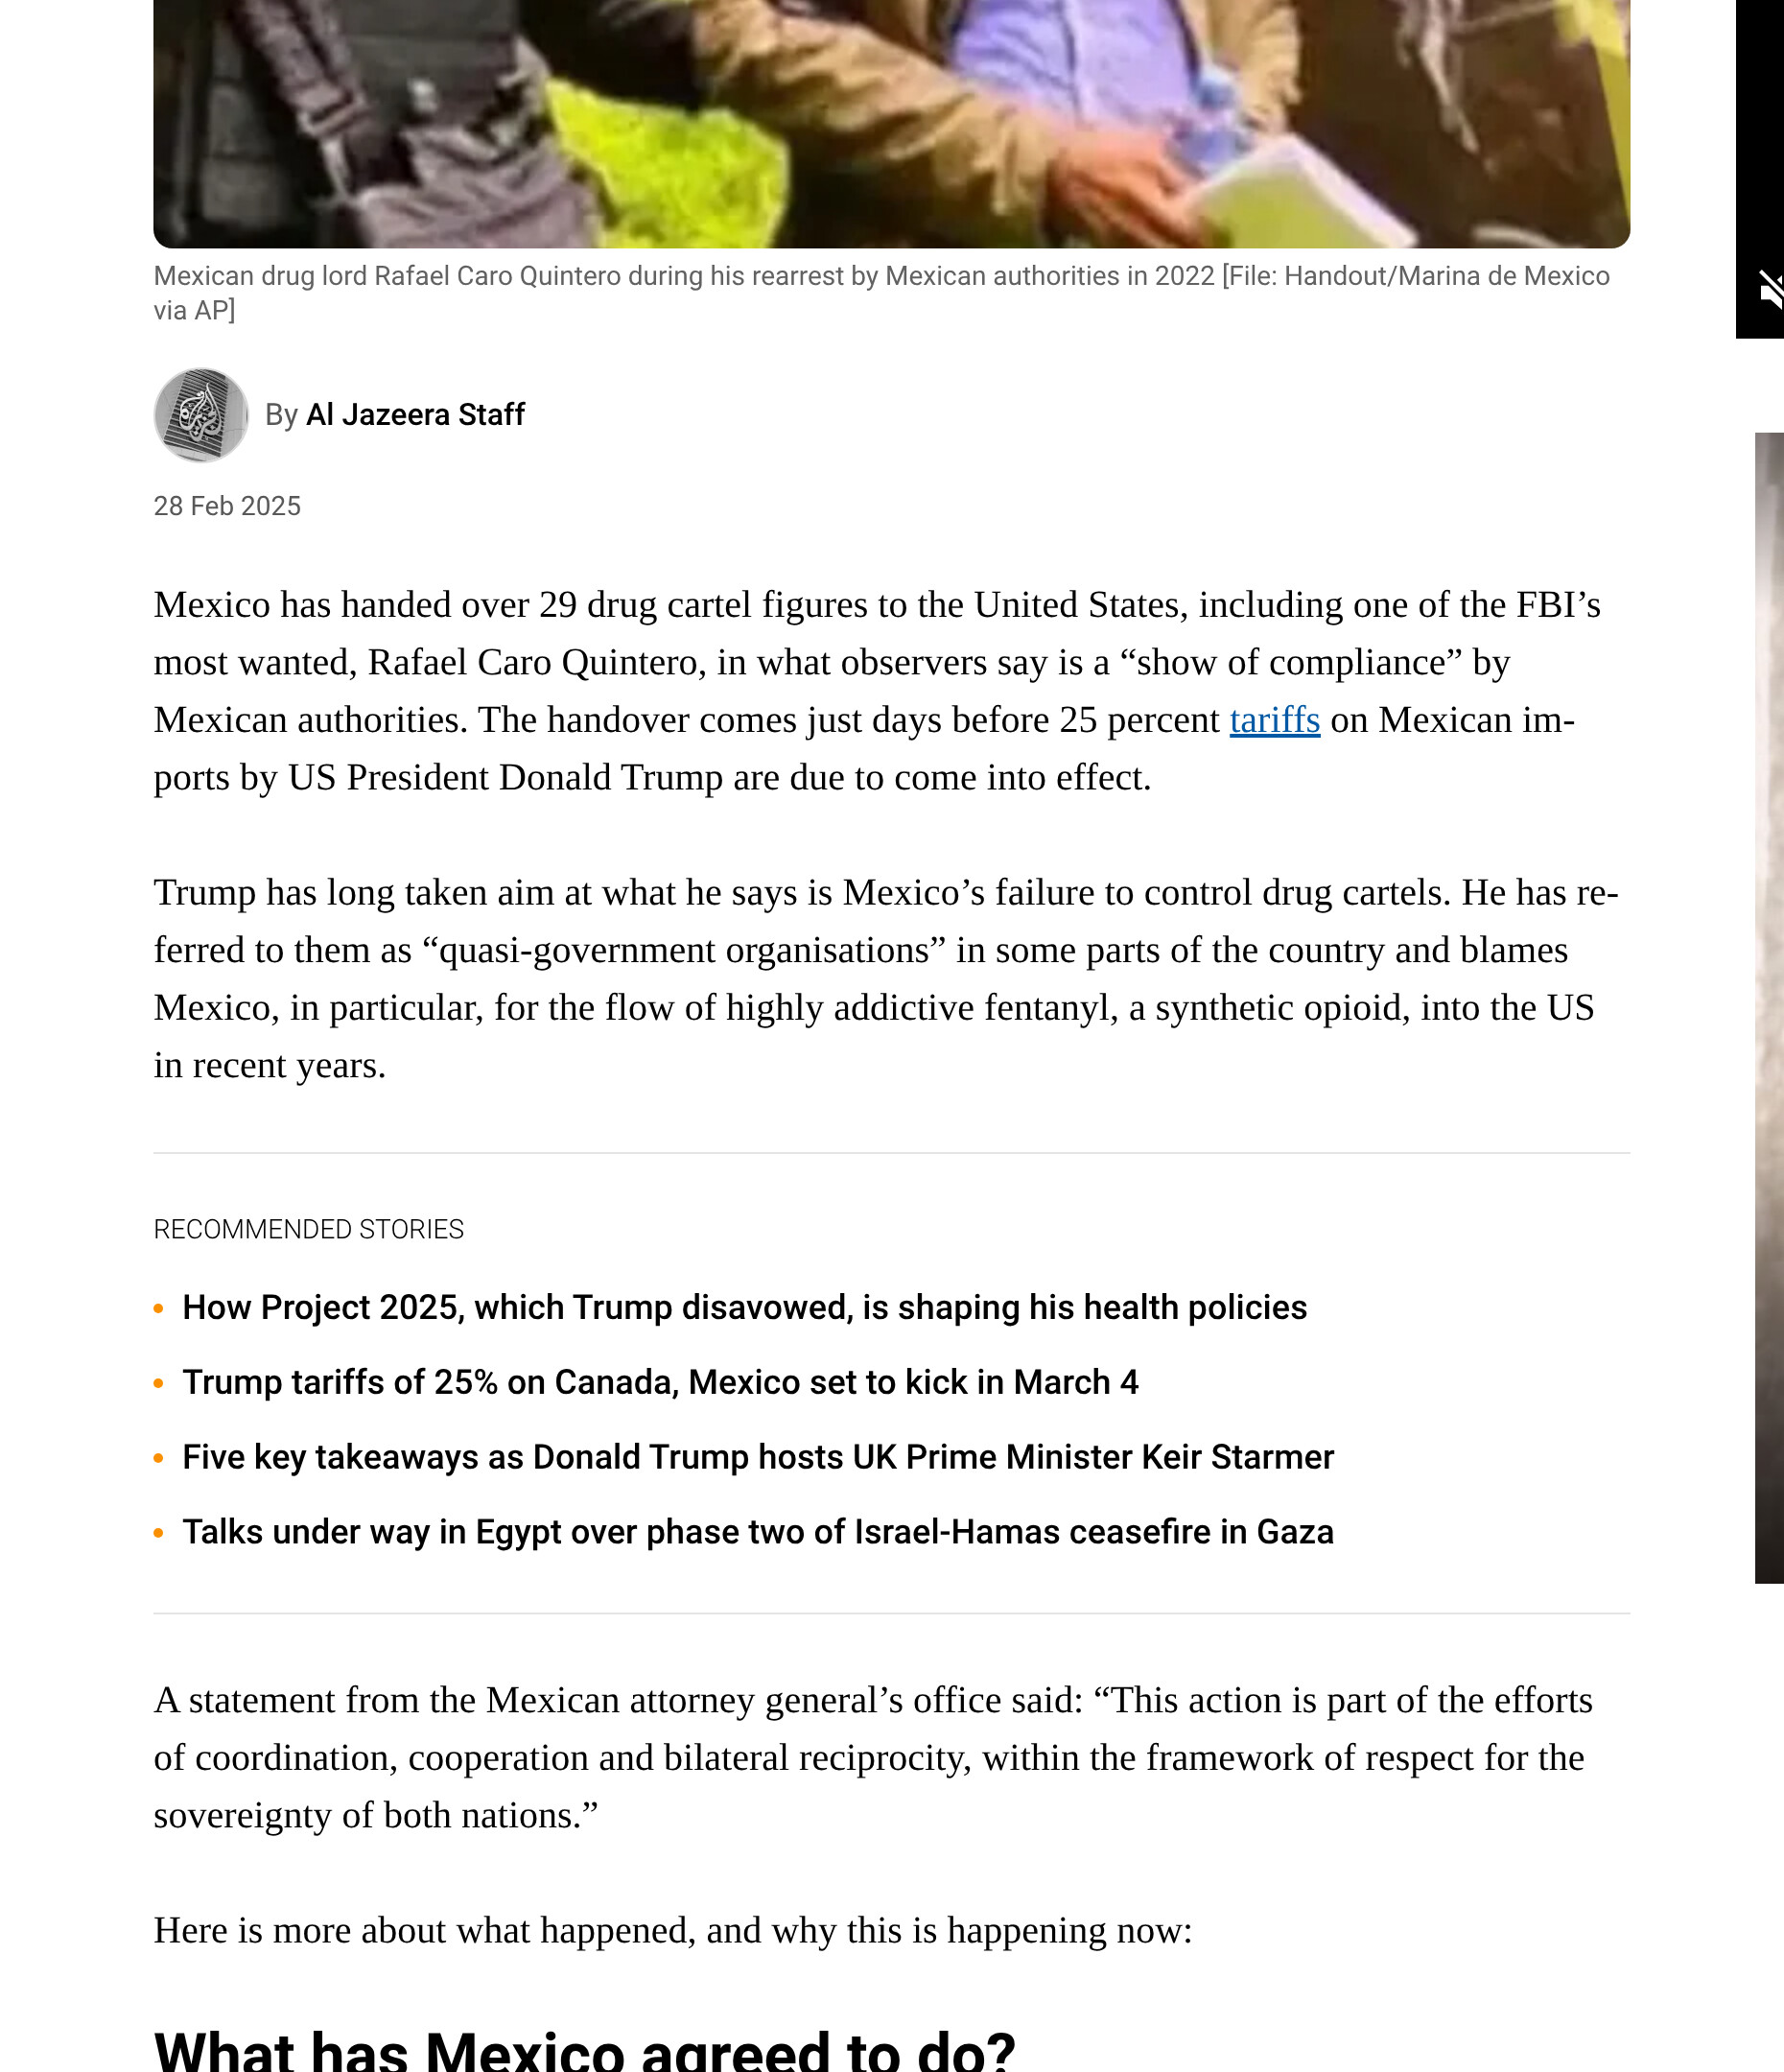 Mexican drug lord Rafael Caro Quintero during his rearrest by Mexican authorities in 2022 [File: Handout/Marina de Mexico
via AP]
By Al Jazeera Staff
28 Feb 2025
Mexico has handed over 29 drug cartel figures to the United States, including one of the FBI’s
most wanted, Rafael Caro Quintero, in what observers say is a “show of compliance” by
Mexican authorities. The handover comes just days before 25 percent tariffs on Mexican im-
ports by US President Donald Trump are due to come into effect.
Trump has long taken aim at what he says is Mexico’s failure to control drug cartels. He has re-
ferred to them as “quasi-government organisations” in some parts of the country and blames
Mexico, in particular, for the flow of highly addictive fentanyl, a synthetic opioid, into the US
in recent years.
RECOMMENDED STORIES
• How Project 2025, which Trump disavowed, is shaping his health policies
• Trump tariffs of 25% on Canada, Mexico set to kick in March 4
• Five key takeaways as Donald Trump hosts UK Prime Minister Keir Starmer
• Talks under way in Egypt over phase two of Israel-Hamas ceasefire in Gaza
A statement from the Mexican attorney general’s office said: “This action is part of the efforts
of coordination, cooperation and bilateral reciprocity, within the framework of respect for the
sovereignty of both nations.”
Here is more about what happened, and why this is happening now:
What has Mexico agreed to do?